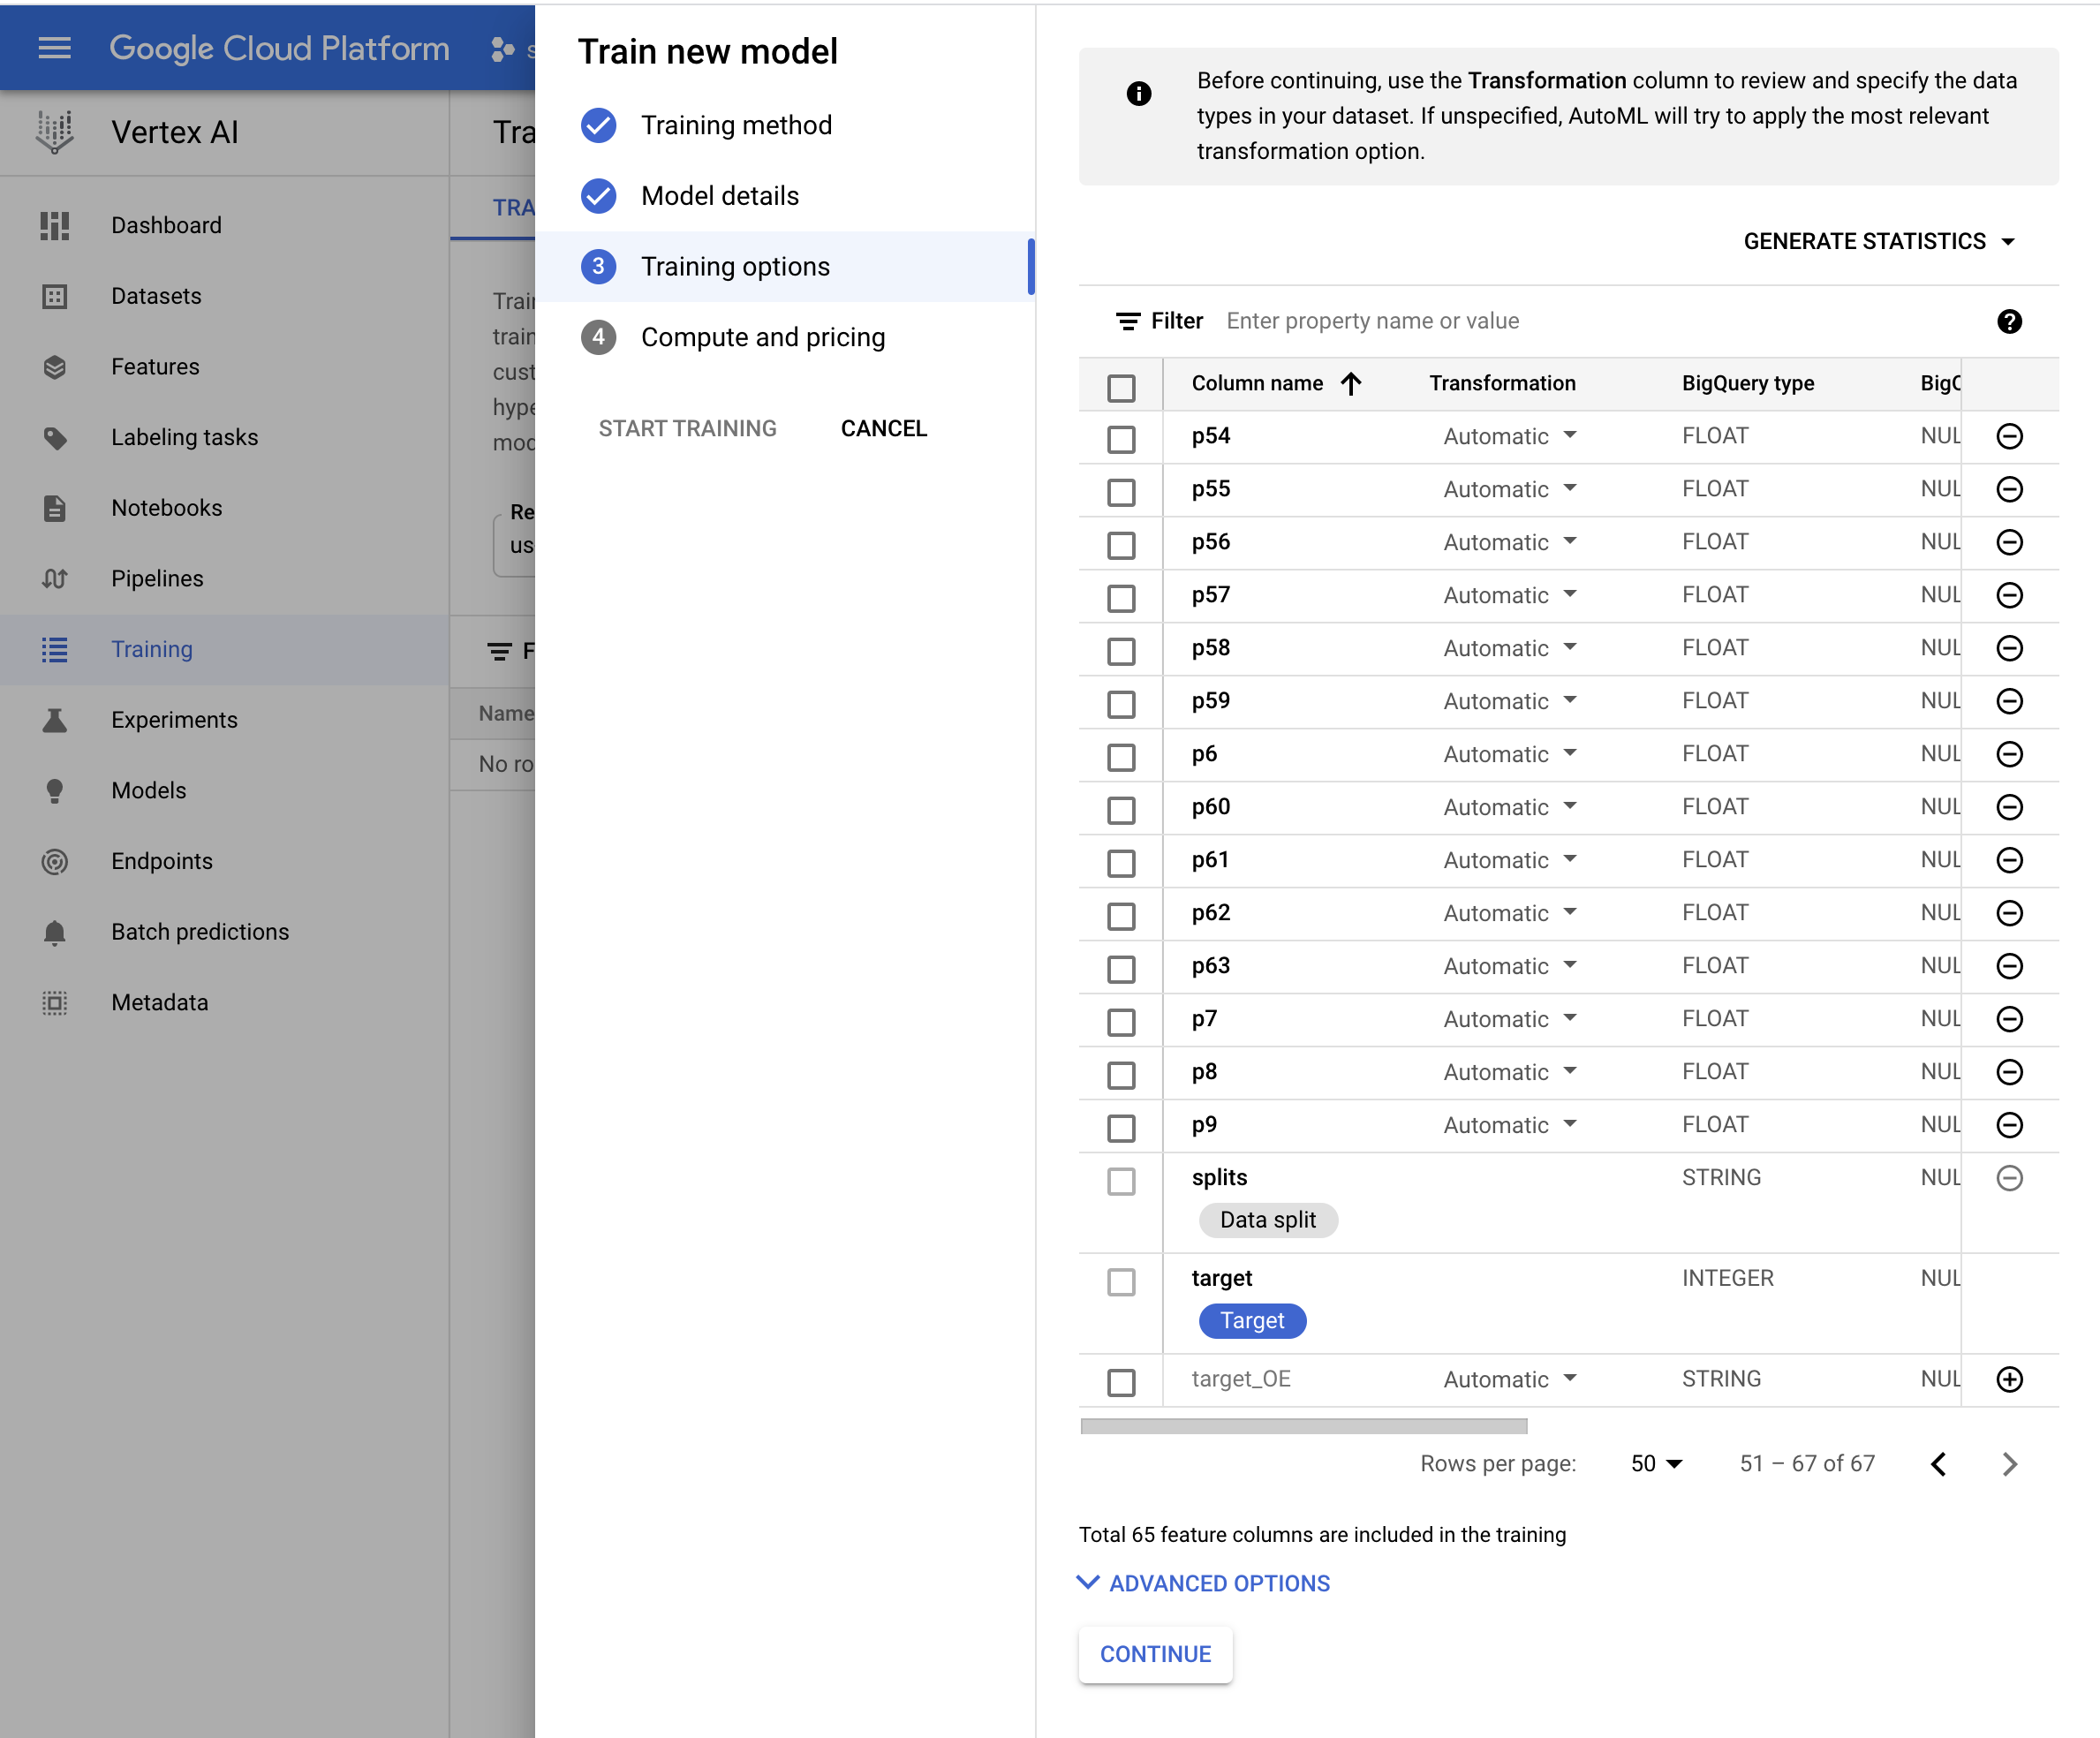 Google Cloud Platform
Vertex AI
Dashboard
Datasets
Features
Labeling tasks
Notebooks
Pipelines
Training
Experiments
Models
Endpoints
Batch predictions
Metadata
Tra
TRA
Trai
train
cust
hype
mod
Re
us
F
Name
No ro
Train new model
Training method
Model details
3 Training options
4 Compute and pricing
START TRAINING CANCEL
Before continuing, use the Transformation column to review and specify the data
types in your dataset. If unspecified, AutoML will try to apply the most relevant
transformation option.
GENERATE STATISTICS
Filter Enter property name or value
Column name Transformation BigQuery type BigQ
p54 Automatic FLOAT NUL
p55 Automatic FLOAT NUL
p56 Automatic FLOAT NUL
p57 Automatic FLOAT NUL
p58 Automatic FLOAT NUL
p59 Automatic FLOAT NUL
p6 Automatic FLOAT NUL
p60 Automatic FLOAT NUL
p61 Automatic FLOAT NUL
p62 Automatic FLOAT NUL
p63 Automatic FLOAT NUL
p7 Automatic FLOAT NUL
p8 Automatic FLOAT NUL
p9 Automatic FLOAT NUL
splits STRING NUL
Data split
target INTEGER NUL
Target
target_OE Automatic STRING NUL
Rows per page: 50 51 – 67 of 67
Total 65 feature columns are included in the training
ADVANCED OPTIONS
CONTINUE